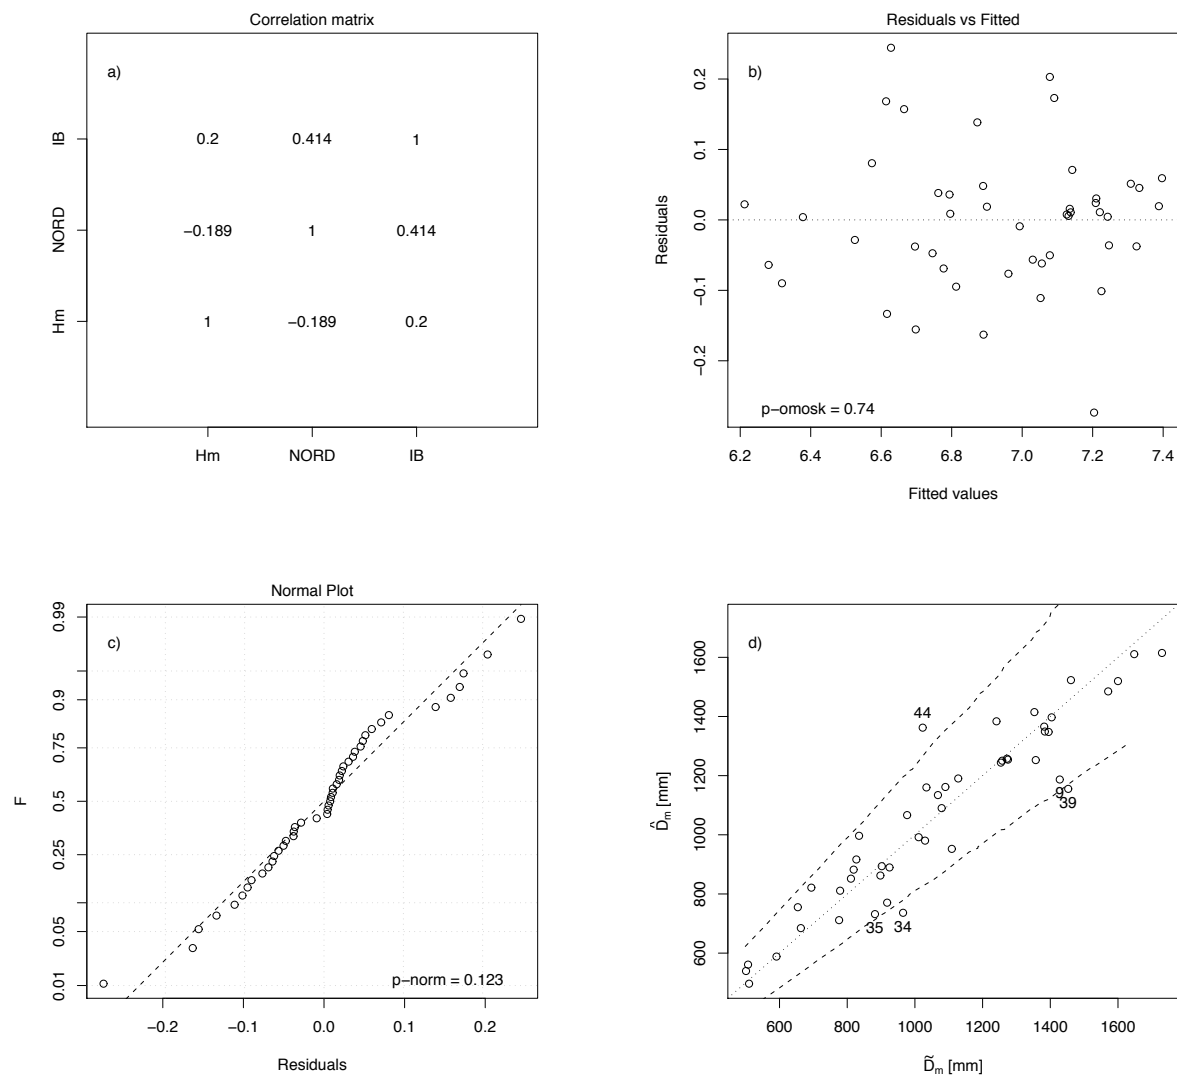 Correlation matrix
a)
IB
NORD
Hm
0.2 0.414 1
−0.189 1 0.414
1 −0.189 0.2
Hm NORD IB
Residuals vs Fitted
b)
Residuals
0.2
0.1
0.0
−0.1
−0.2
p−omosk = 0.74
6.2 6.4 6.6 6.8 7.0 7.2 7.4
Fitted values
Normal Plot
c)
F
0.99
0.9
0.75
0.5
0.25
0.05
0.01
p−norm = 0.123
−0.2 −0.1 0.0 0.1 0.2
Residuals
d)
D̂m [mm]
1600
1400
1200
1000
800
600
44
9
39
35
34
600 800 1000 1200 1400 1600
D̃m [mm]